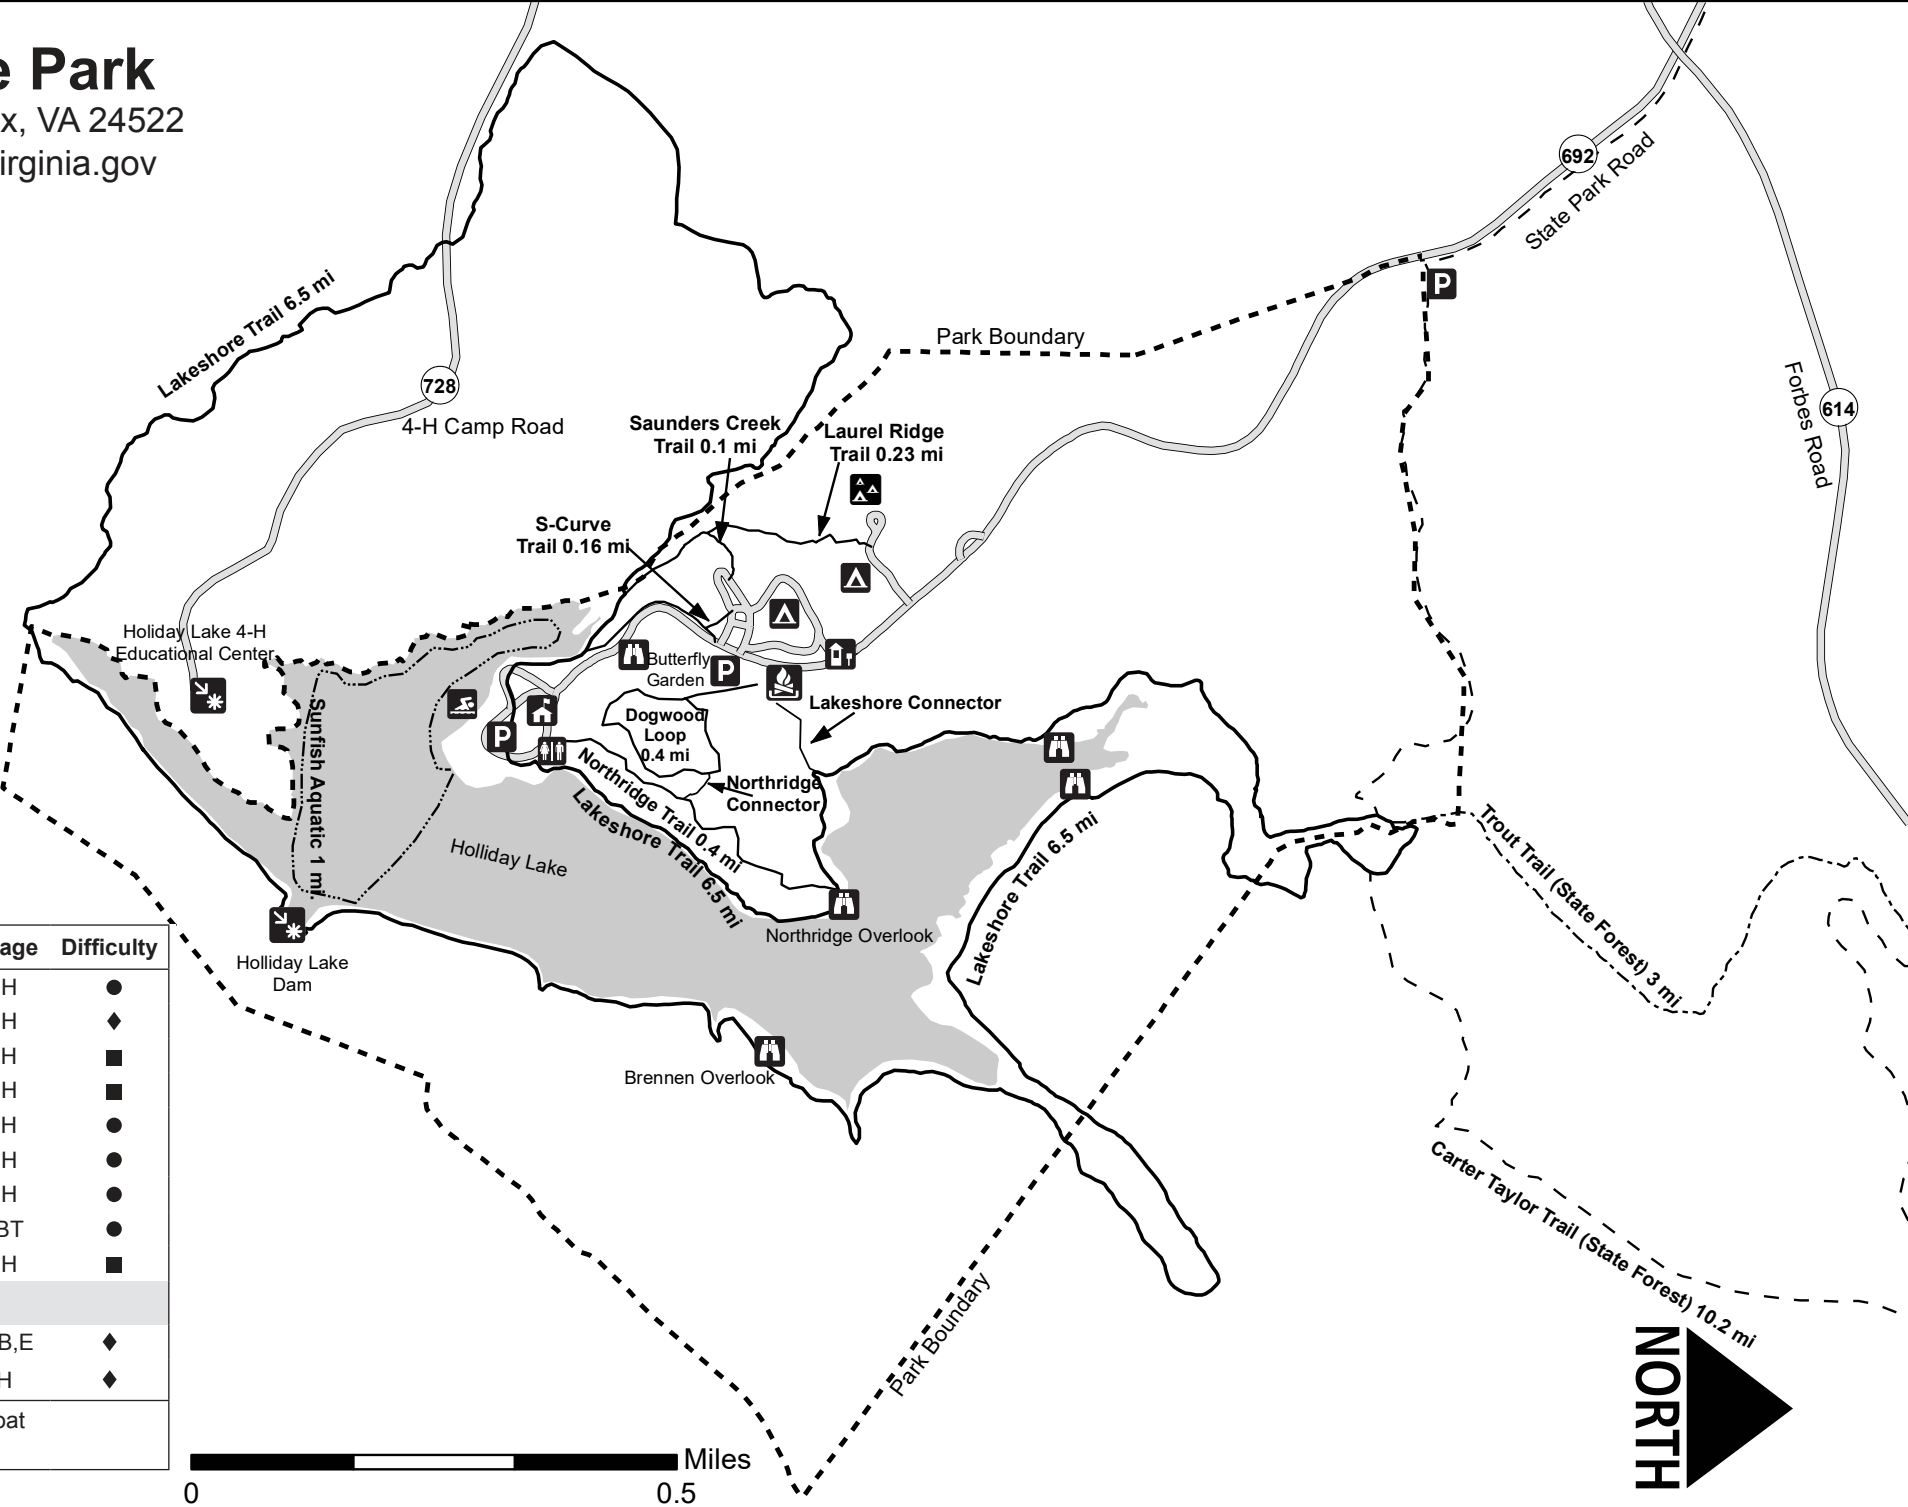 e Park
x, VA 24522
irginia.gov
692
State Park Road
Lakeshore Trail 6.5 mi
Park Boundary
728
4-H Camp Road
Forbes Road
614
Saunders Creek
Trail 0.1 mi
Laurel Ridge
Trail 0.23 mi
S-Curve
Trail 0.16 mi
Holiday Lake 4-H
Educational Center
Butterfly
Garden
P
P
P
Lakeshore Connector
Dogwood
Loop
0.4 mi
Northridge
Connector
Sunfish Aquatic 1 mi
Northridge Trail 0.4 mi
Lakeshore Trail 6.5 mi
Holliday Lake
Lakeshore Trail 6.5 mi
Trout Trail (State Forest) 3 mi
Northridge Overlook
Holliday Lake
Dam
Brennen Overlook
Carter Taylor Trail (State Forest) 10.2 mi
Park Boundary
age Difficulty
H
H
H
H
H
H
H
BT
H
B,E
H
oat
Miles
0 0.5
NORTH